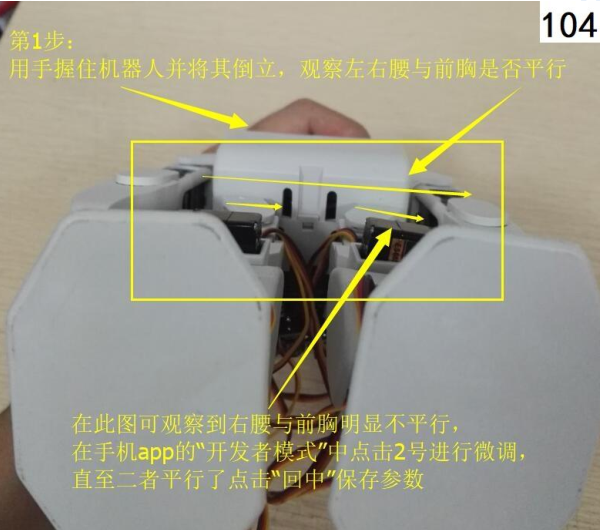 104
第1步：
用手握住机器人并将其倒立，观察左右腰与前胸是否平行
在此图可观察到右腰与前胸明显不平行，
在手机app的“开发者模式”中点击2号进行微调，
直至二者平行了点击“回中”保存参数